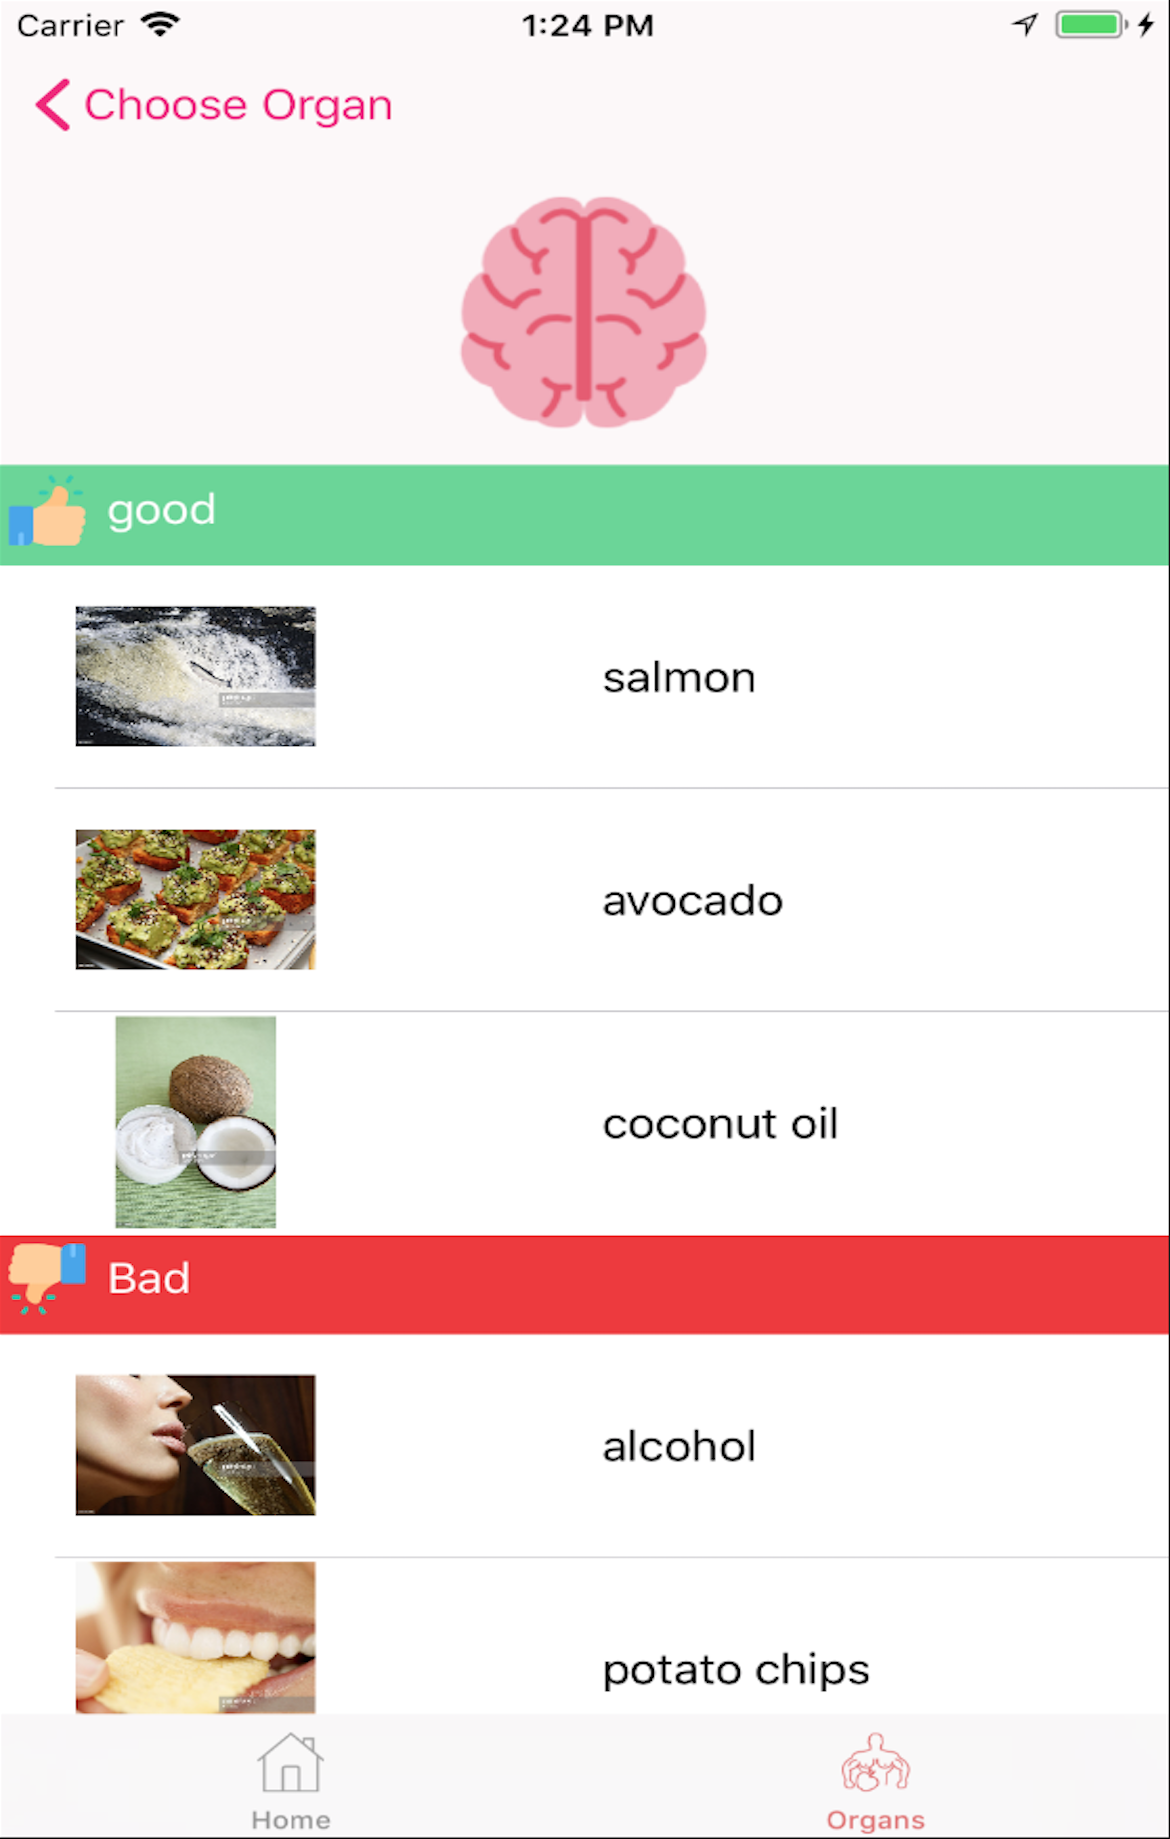 Carrier 1:24 PM
Choose Organ
good
salmon
avocado
coconut oil
Bad
alcohol
potato chips
Home Organs